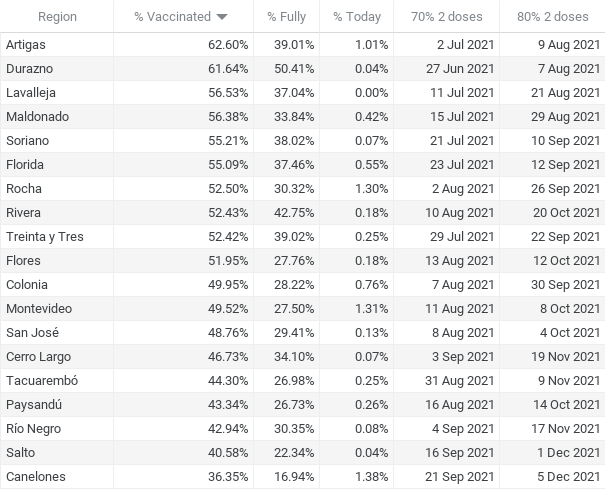 Region % Vaccinated % Fully % Today 70% 2 doses 80% 2 doses
Artigas 62.60% 39.01% 1.01% 2 Jul 2021 9 Aug 2021
Durazno 61.64% 50.41% 0.04% 27 Jun 2021 7 Aug 2021
Lavalleja 56.53% 37.04% 0.00% 11 Jul 2021 21 Aug 2021
Maldonado 56.38% 33.84% 0.42% 15 Jul 2021 29 Aug 2021
Soriano 55.21% 38.02% 0.07% 21 Jul 2021 10 Sep 2021
Florida 55.09% 37.46% 0.55% 23 Jul 2021 12 Sep 2021
Rocha 52.50% 30.32% 1.30% 2 Aug 2021 26 Sep 2021
Rivera 52.43% 42.75% 0.18% 10 Aug 2021 20 Oct 2021
Treinta y Tres 52.42% 39.02% 0.25% 29 Jul 2021 22 Sep 2021
Flores 51.95% 27.76% 0.18% 13 Aug 2021 12 Oct 2021
Colonia 49.95% 28.22% 0.76% 7 Aug 2021 30 Sep 2021
Montevideo 49.52% 27.50% 1.31% 11 Aug 2021 8 Oct 2021
San José 48.76% 29.41% 0.13% 8 Aug 2021 4 Oct 2021
Cerro Largo 46.73% 34.10% 0.07% 3 Sep 2021 19 Nov 2021
Tacuarembó 44.30% 26.98% 0.25% 31 Aug 2021 9 Nov 2021
Paysandú 43.34% 26.73% 0.26% 16 Aug 2021 14 Oct 2021
Río Negro 42.94% 30.35% 0.08% 4 Sep 2021 17 Nov 2021
Salto 40.58% 22.34% 0.04% 16 Sep 2021 1 Dec 2021
Canelones 36.35% 16.94% 1.38% 21 Sep 2021 5 Dec 2021